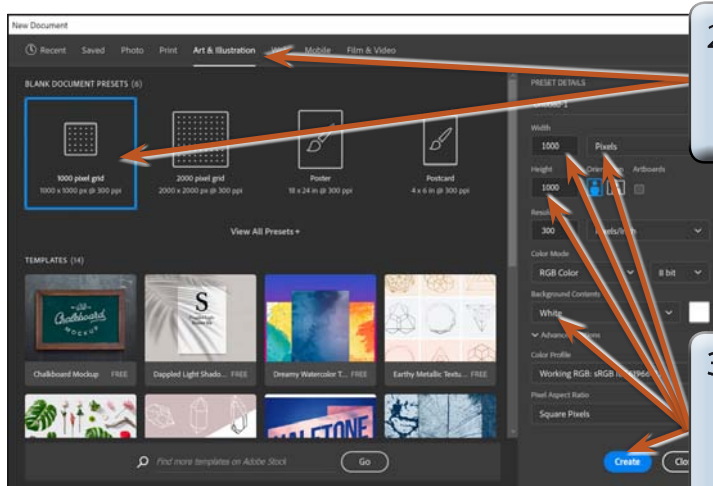 New Document
Recent Saved Photo Print Art & Illustration Mobile Film & Video
BLANK DOCUMENT PRESETS (6)
1000 pixel grid
1000 x 1000 px @ 300 ppi
2000 pixel grid
2000 x 2000 px @ 300 ppi
Poster
18 x 24 in @ 300 ppi
Postcard
4 x 6 in @ 300 ppi
View All Presets +
TEMPLATES (14)
Chalkboard
MOCKUP
S
Chalkboard Mockup FREE
Dappled Light Shado... FREE
Dreamy Watercolor T... FREE
Earthy Metallic Textu... FREE
HALFTONE
Find more templates on Adobe Stock
Go
PRESET DETAILS
Width
1000 Pixels
Height Artboards
1000
300
Color Mode
RGB Color 8 bit
Background Contents
White
Color Profile
Working RGB: sRGB
Pixel Aspect Ratio
Square Pixels
Create
2
3